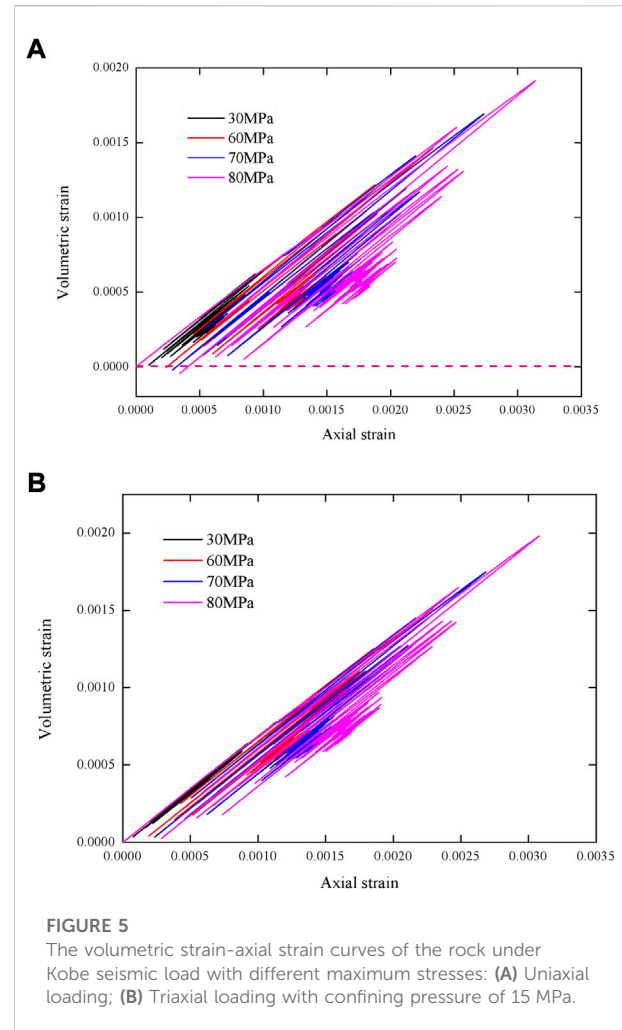 A
0.0020
0.0015
0.0010
0.0005
0.0000
Volumetric strain
30MPa
60MPa
70MPa
80MPa
0.0000 0.0005 0.0010 0.0015 0.0020 0.0025 0.0030 0.0035
Axial strain
B
0.0020
0.0015
0.0010
0.0005
0.0000
Volumetric strain
30MPa
60MPa
70MPa
80MPa
0.0000 0.0005 0.0010 0.0015 0.0020 0.0025 0.0030 0.0035
Axial strain
FIGURE 5
The volumetric strain-axial strain curves of the rock under
Kobe seismic load with different maximum stresses: (A) Uniaxial
loading; (B) Triaxial loading with confining pressure of 15 MPa.